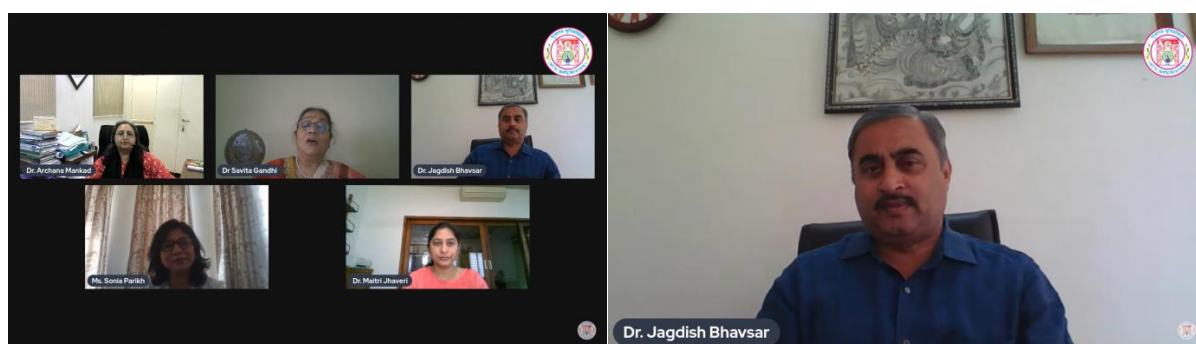 Dr. Archana Mankad
Dr Savita Gandhi
Dr. Jagdish Bhavsar
Ms. Sonia Parikh
Dr. Maitri Jhaveri
Dr. Jagdish Bhavsar